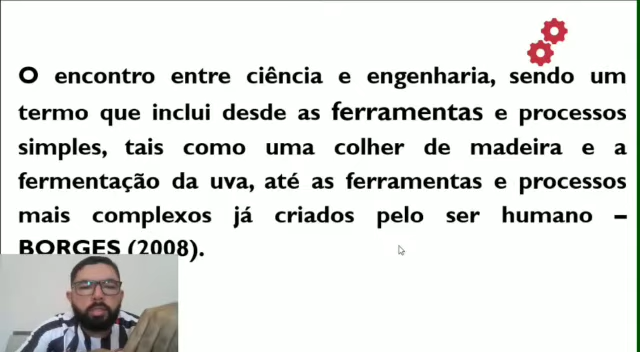 O encontro entre ciência e engenharia, sendo um
termo que inclui desde as ferramentas e processos
simples, tais como uma colher de madeira e a
fermentação da uva, até as ferramentas e processos
mais complexos já criados pelo ser humano –
BORGES (2008).